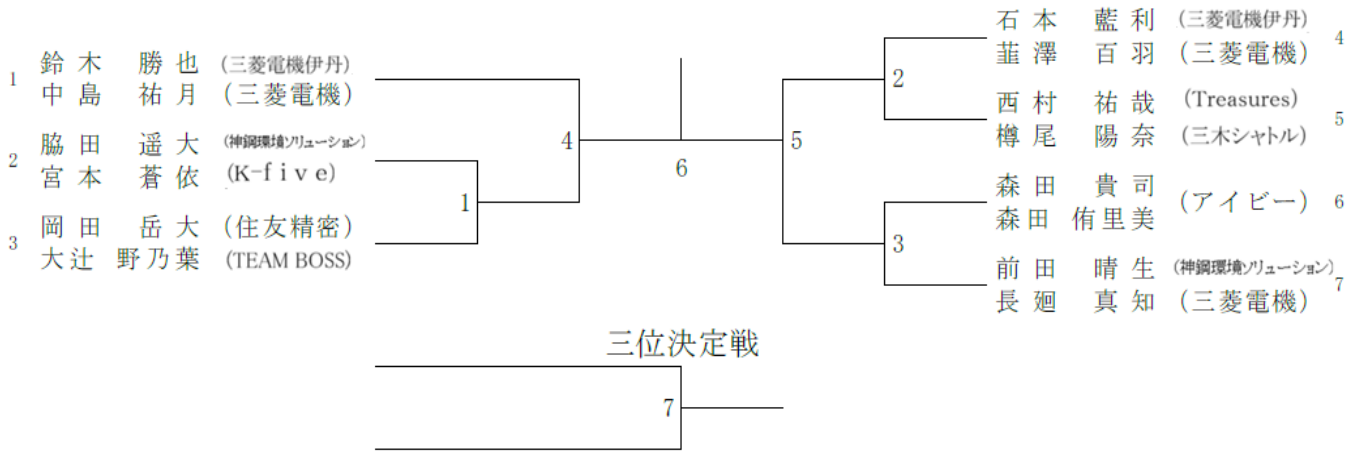 1
鈴木 勝也 (三菱電機伊丹)
中島 祐月 (三菱電機)
2
脇田 遥大 (神鋼環境ソリューション)
宮本 蒼依 (K-five)
3
岡田 岳大 (住友精密)
大辻 野乃葉 (TEAM BOSS)
1
4
6
5
2
3
石本 藍利 (三菱電機伊丹)
韮澤 百羽 (三菱電機)
4
西村 祐哉 (Treasures)
樽尾 陽奈 (三木シャトル)
5
森田 貴司
森田 侑里美
(アイビー)
6
前田 晴生 (神鋼環境ソリューション)
長廻 真知 (三菱電機)
7
三位決定戦
7